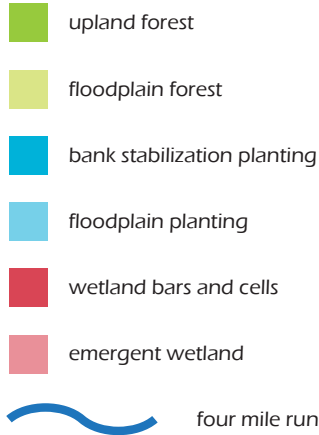 upland forest
floodplain forest
bank stabilization planting
floodplain planting
wetland bars and cells
emergent wetland
four mile run